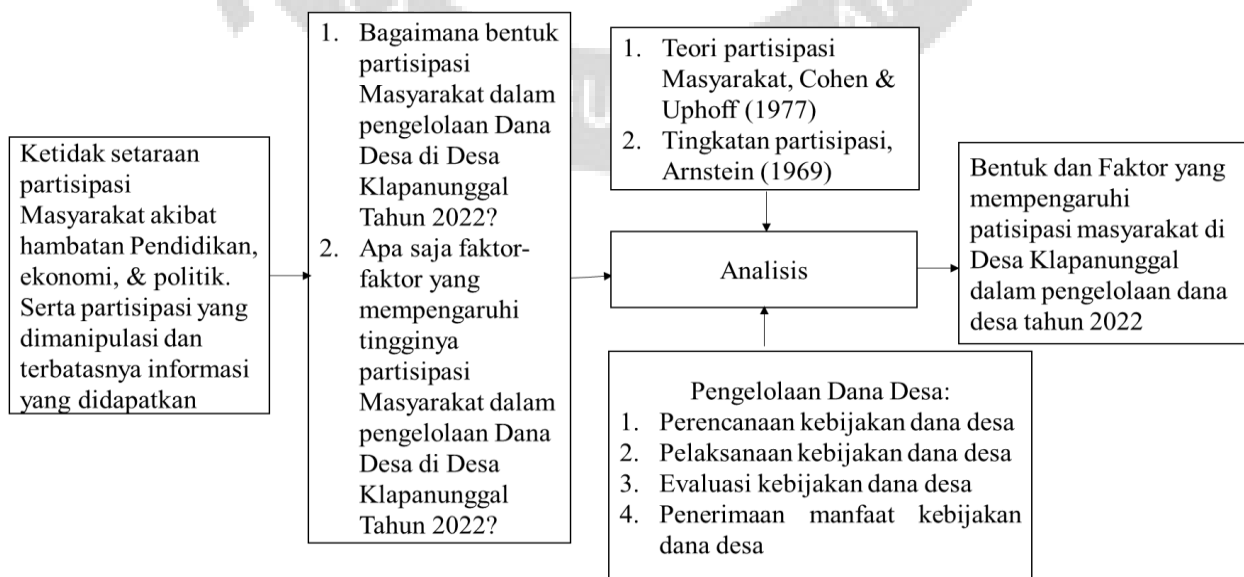 Ketidak setaraan
partisipasi
Masyarakat akibat
hambatan Pendidikan,
ekonomi, & politik.
Serta partisipasi yang
dimanipulasi dan
terbatasnya informasi
yang didapatkan
1. Bagaimana bentuk
partisipasi
Masyarakat dalam
pengelolaan Dana
Desa di Desa
Klapanunggal
Tahun 2022?
2. Apa saja faktor-
faktor yang
mempengaruhi
tingginya
partisipasi
Masyarakat dalam
pengelolaan Dana
Desa di Desa
Klapanunggal
Tahun 2022?
1. Teori partisipasi
Masyarakat, Cohen &
Uphoff (1977)
2. Tingkatan partisipasi,
Arnstein (1969)
Analisis
Pengelolaan Dana Desa:
1. Perencanaan kebijakan dana desa
2. Pelaksanaan kebijakan dana desa
3. Evaluasi kebijakan dana desa
4. Penerimaan manfaat kebijakan
dana desa
Bentuk dan Faktor yang
mempengaruhi
patisipasi masyarakat di
Desa Klapanunggal
dalam pengelolaan dana
desa tahun 2022